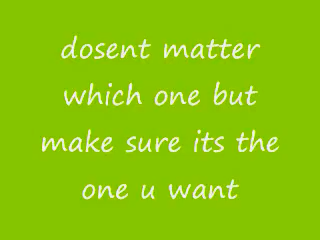 dosent matter
which one but
make sure its the
one u want